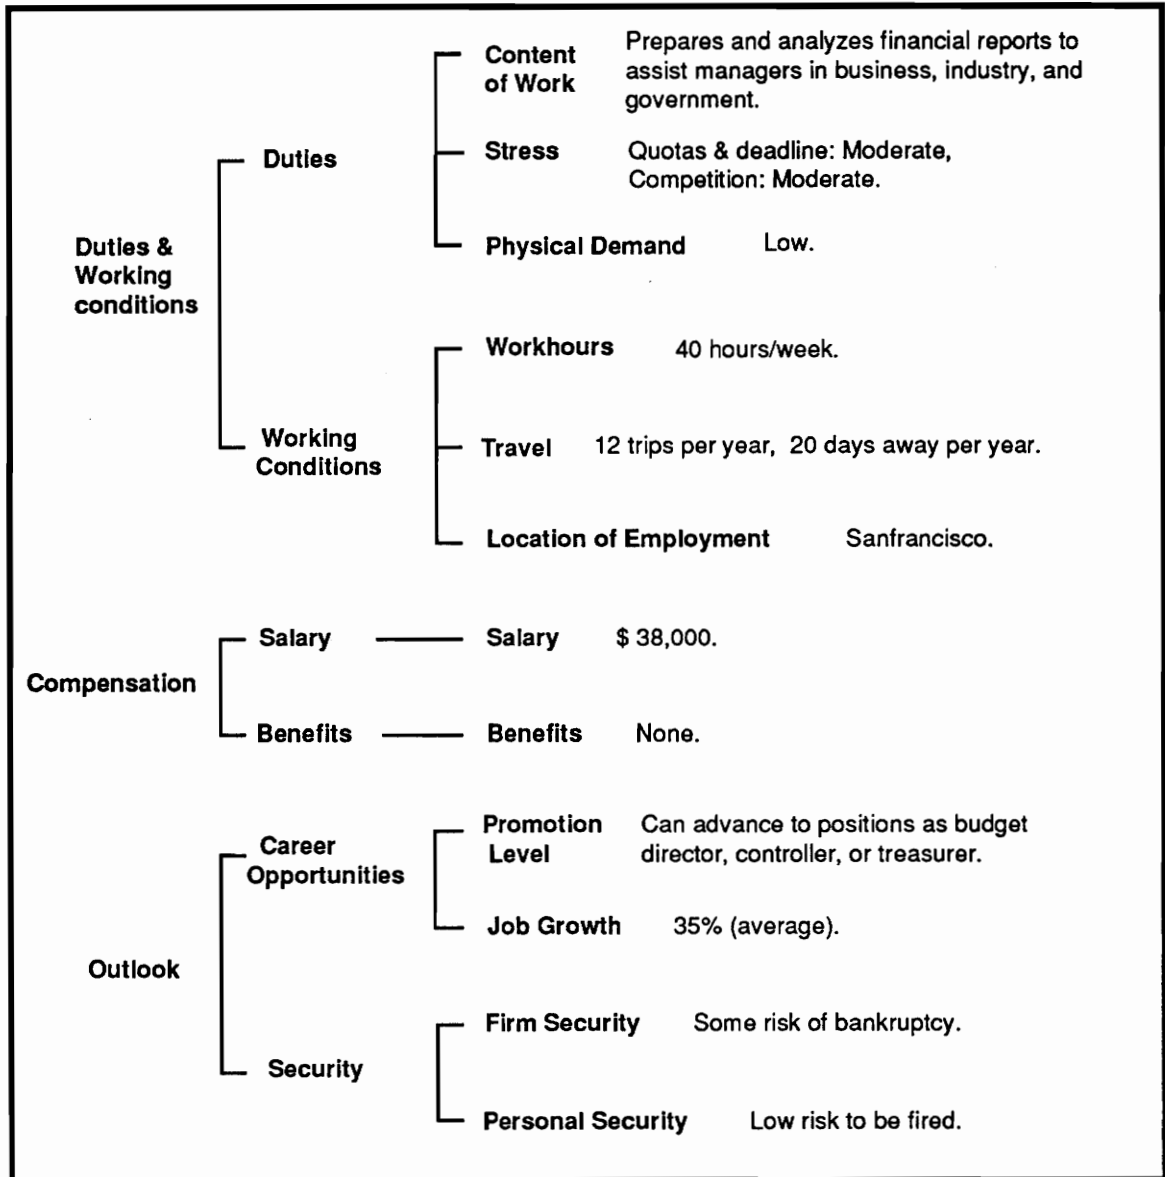 Content
of Work
Prepares and analyzes financial reports to
assist managers in business, industry, and
government.
Duties
Stress
Quotas & deadline: Moderate,
Competition: Moderate.
Duties &
Working
conditions
Physical Demand
Low.
Workhours
40 hours/week.
Working
Conditions
Travel
12 trips per year, 20 days away per year.
Location of Employment
Sanfrancisco.
Compensation
Salary
Salary
$ 38,000.
Benefits
Benefits
None.
Career
Opportunities
Promotion
Level
Can advance to positions as budget
director, controller, or treasurer.
Job Growth
35% (average).
Outlook
Firm Security
Some risk of bankruptcy.
Security
Personal Security
Low risk to be fired.